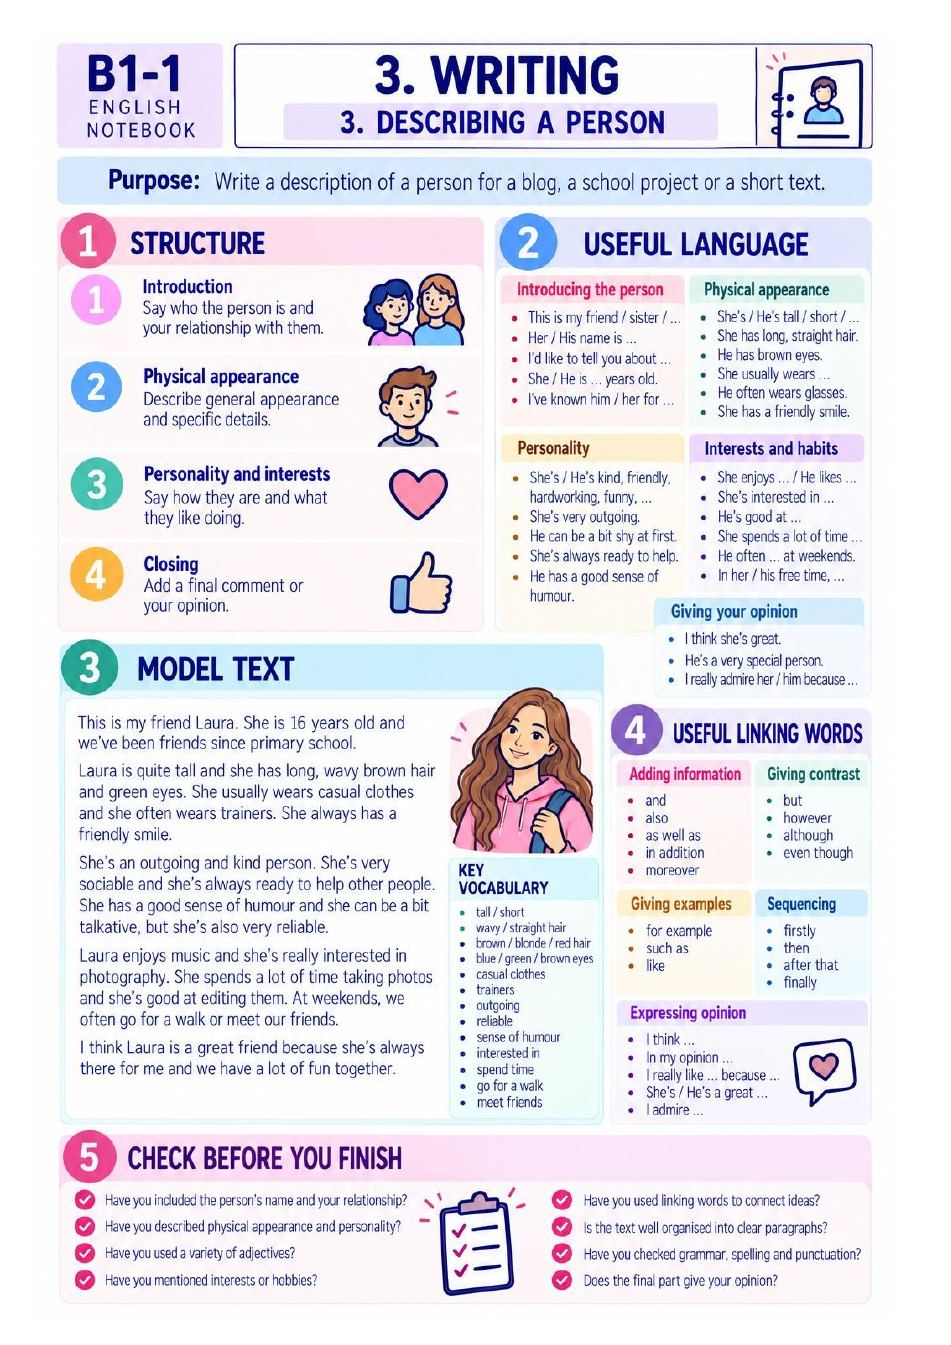 B1-1
ENGLISH
NOTEBOOK
3. WRITING
3. DESCRIBING A PERSON
Purpose: Write a description of a person for a blog, a school project or a short text.
1 STRUCTURE
1
Introduction
Say who the person is and
your relationship with them.
2
Physical appearance
Describe general appearance
and specific details.
3
Personality and interests
Say how they are and what
they like doing.
4
Closing
Add a final comment or
your opinion.
2 USEFUL LANGUAGE
Introducing the person
• This is my friend / sister / ...
• Her / His name is ...
• I'd like to tell you about ...
• She / He is ... years old.
• I've known him / her for ...
Physical appearance
• She's / He's tall / short / ...
• She has long, straight hair.
• He has brown eyes.
• She usually wears ...
• He often wears glasses.
• She has a friendly smile.
Personality
• She's / He's kind, friendly,
hardworking, funny, ...
• She's very outgoing.
• He can be a bit shy at first.
• She's always ready to help.
• He has a good sense of
humour.
Interests and habits
• She enjoys ... / He likes ...
• She's interested in ...
• He's good at ...
• She spends a lot of time ...
• He often ... at weekends.
• In her / his free time, ...
Giving your opinion
• I think she's great.
• He's a very special person.
• I really admire her / him because ...
3 MODEL TEXT
This is my friend Laura. She is 16 years old and
we've been friends since primary school.
Laura is quite tall and she has long, wavy brown hair
and green eyes. She usually wears casual clothes
and she often wears trainers. She always has a
friendly smile.
She's an outgoing and kind person. She's very
sociable and she's always ready to help other people.
She has a good sense of humour and she can be a bit
talkative, but she's also very reliable.
Laura enjoys music and she's really interested in
photography. She spends a lot of time taking photos
and she's good at editing them. At weekends, we
often go for a walk or meet our friends.
I think Laura is a great friend because she's always
there for me and we have a lot of fun together.
KEY
VOCABULARY
• tall / short
• wavy / straight hair
• brown / blonde / red hair
• blue / green / brown eyes
• casual clothes
• trainers
• outgoing
• reliable
• sense of humour
• interested in
• spend time
• go for a walk
• meet friends
4 USEFUL LINKING WORDS
Adding information
• and
• also
• as well as
• in addition
• moreover
Giving contrast
• but
• however
• although
• even though
Giving examples
• for example
• such as
• like
Sequencing
• firstly
• then
• after that
• finally
Expressing opinion
• I think ...
• In my opinion ...
• I really like ... because ...
• She's / He's a great ...
• I admire ...
5 CHECK BEFORE YOU FINISH
Have you included the person's name and your relationship?
Have you described physical appearance and personality?
Have you used a variety of adjectives?
Have you mentioned interests or hobbies?
Have you used linking words to connect ideas?
Is the text well organised into clear paragraphs?
Have you checked grammar, spelling and punctuation?
Does the final part give your opinion?